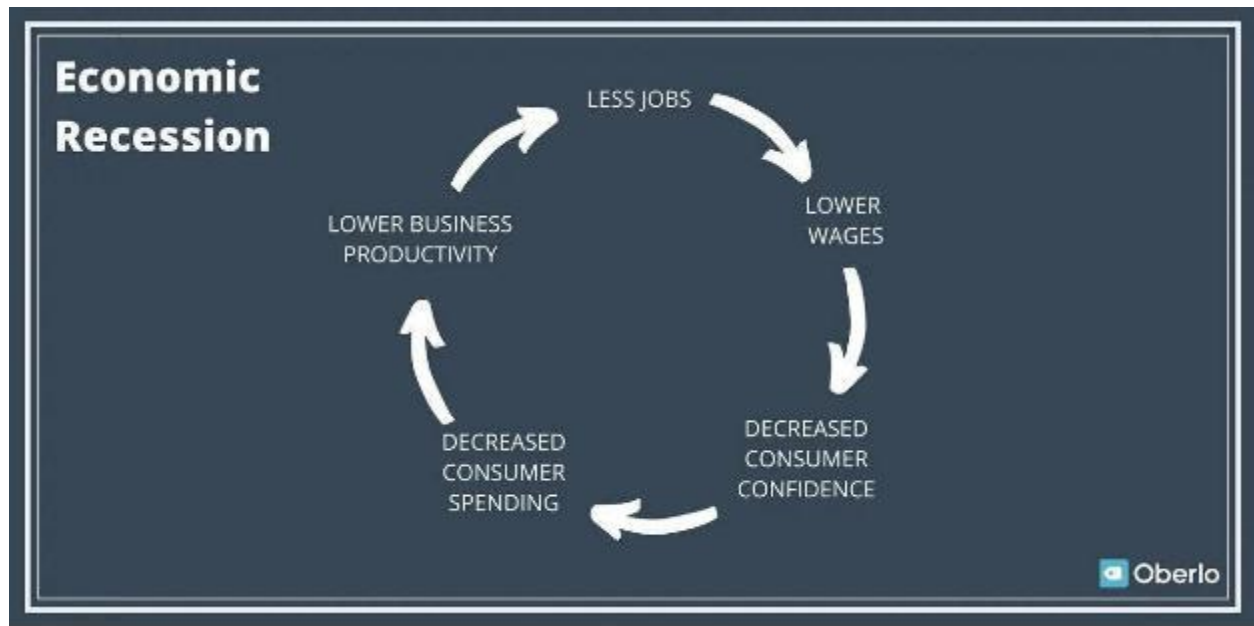 Economic
Recession
LESS JOBS
LOWER
WAGES
DECREASED
CONSUMER
CONFIDENCE
DECREASED
CONSUMER
SPENDING
LOWER BUSINESS
PRODUCTIVITY
Oberlo